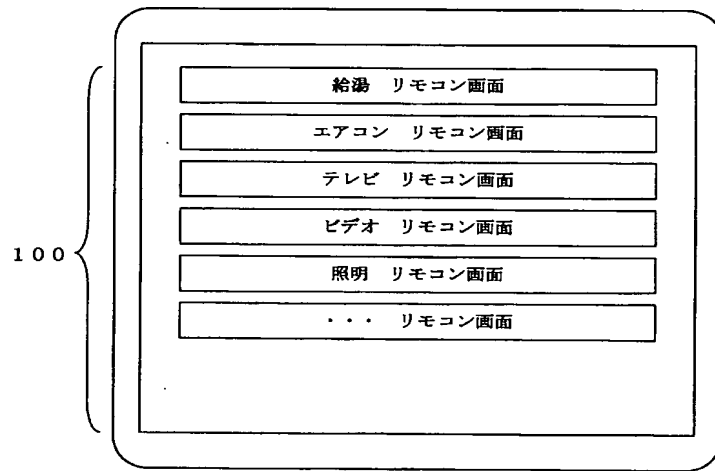 給湯　リモコン画面
エアコン　リモコン画面
テレビ　リモコン画面
ビデオ　リモコン画面
照明　リモコン画面
・・・　リモコン画面
１００